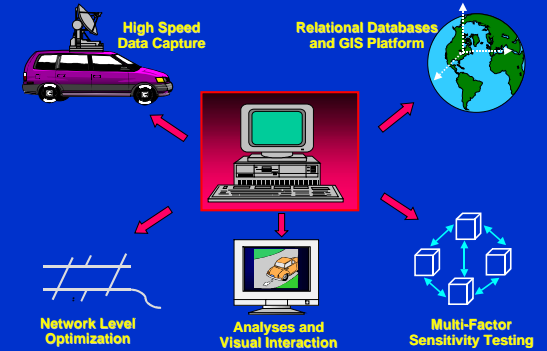 High Speed
Data Capture
Relational Databases
and GIS Platform
Network Level
Optimization
Analyses and
Visual Interaction
Multi-Factor
Sensitivity Testing